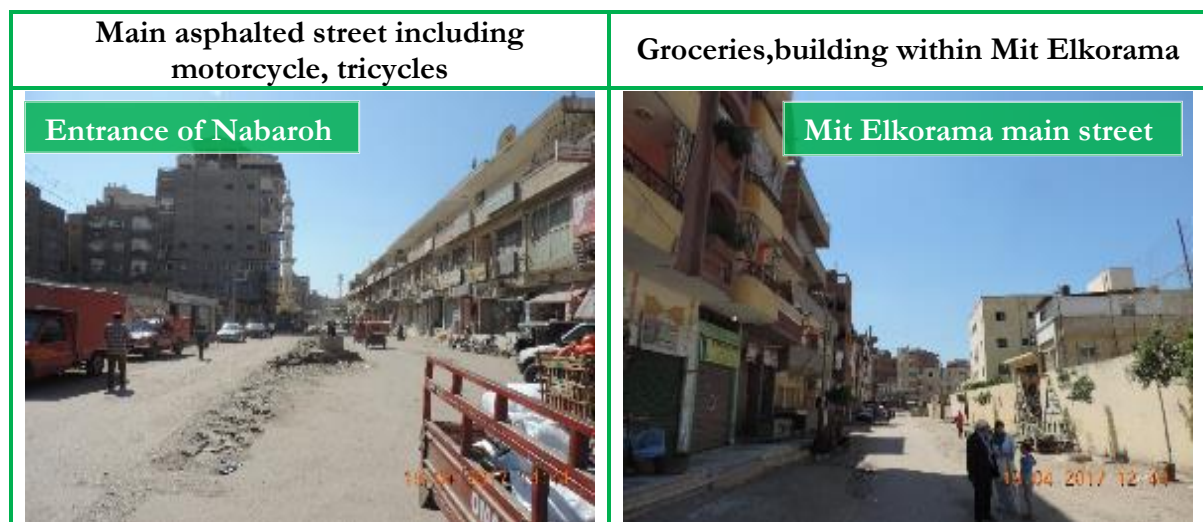 Main asphalted street including
motorcycle, tricycles
Groceries,building within Mit Elkorama
Entrance of Nabaroh
Mit Elkorama main street
04 2017 12